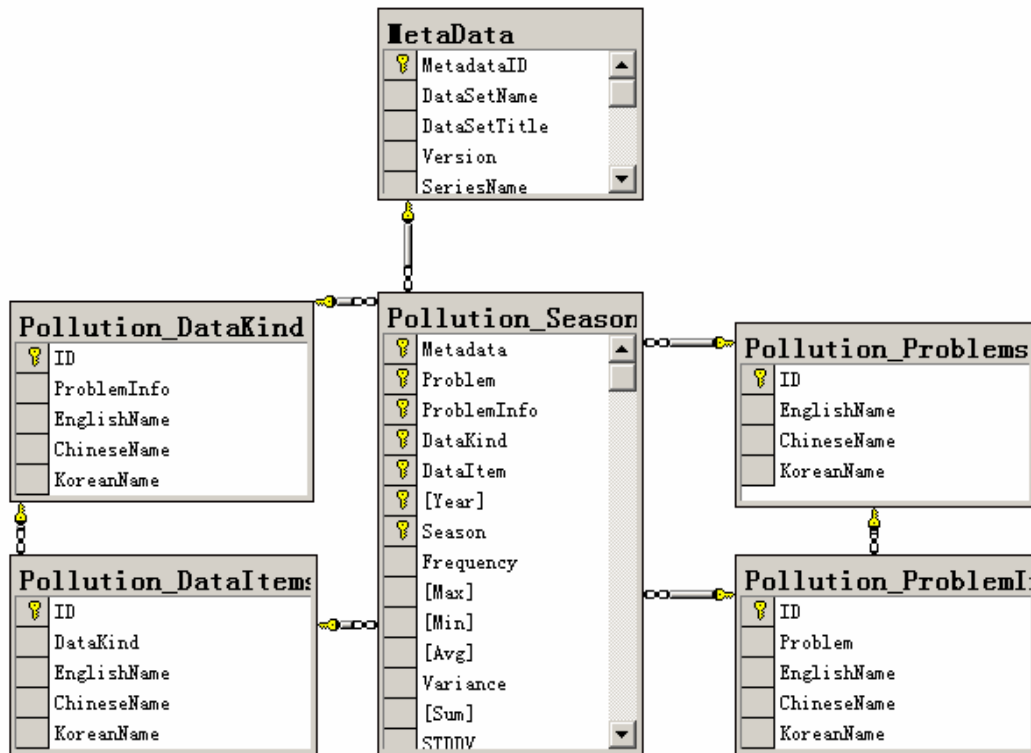 MetaData
MetadataID
DataSetName
DataSetTitle
Version
SeriesName
Pollution_DataKind
ID
ProblemInfo
EnglishName
ChineseName
KoreanName
Pollution_DataItems
ID
DataKind
EnglishName
ChineseName
KoreanName
Pollution_Season
Metadata
Problem
ProblemInfo
DataKind
DataItem
[Year]
Season
Frequency
[Max]
[Min]
[Avg]
Variance
[Sum]
STDDV
Pollution_Problems
ID
EnglishName
ChineseName
KoreanName
Pollution_ProblemI
ID
Problem
EnglishName
ChineseName
KoreanName